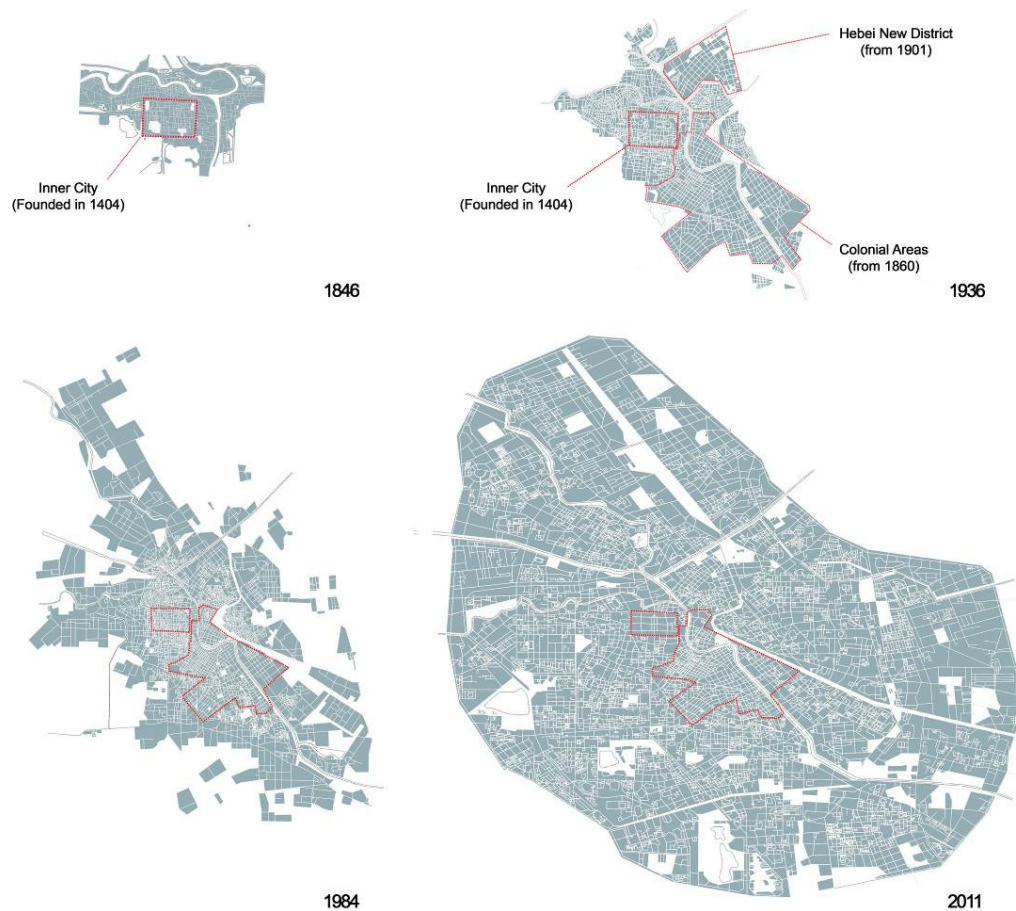 Inner City
(Founded in 1404)
1846
Hebei New District
(from 1901)
Inner City
(Founded in 1404)
Colonial Areas
(from 1860)
1936
1984
2011